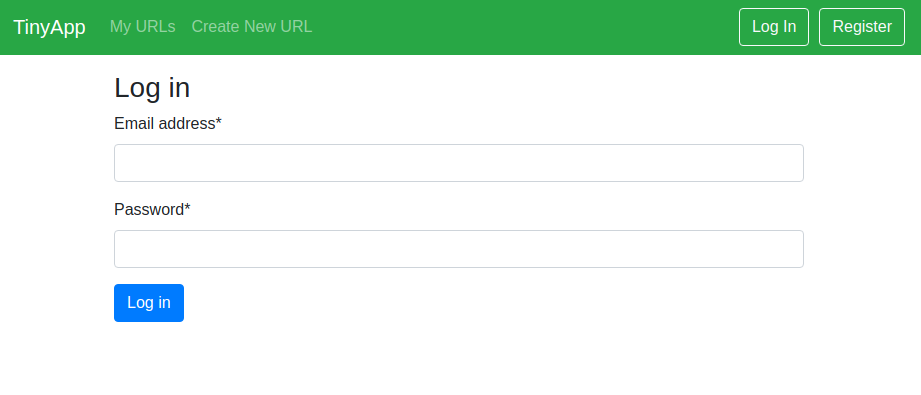 TinyApp My URLs Create New URL Log In Register
Log in
Email address*
Password*
Log in